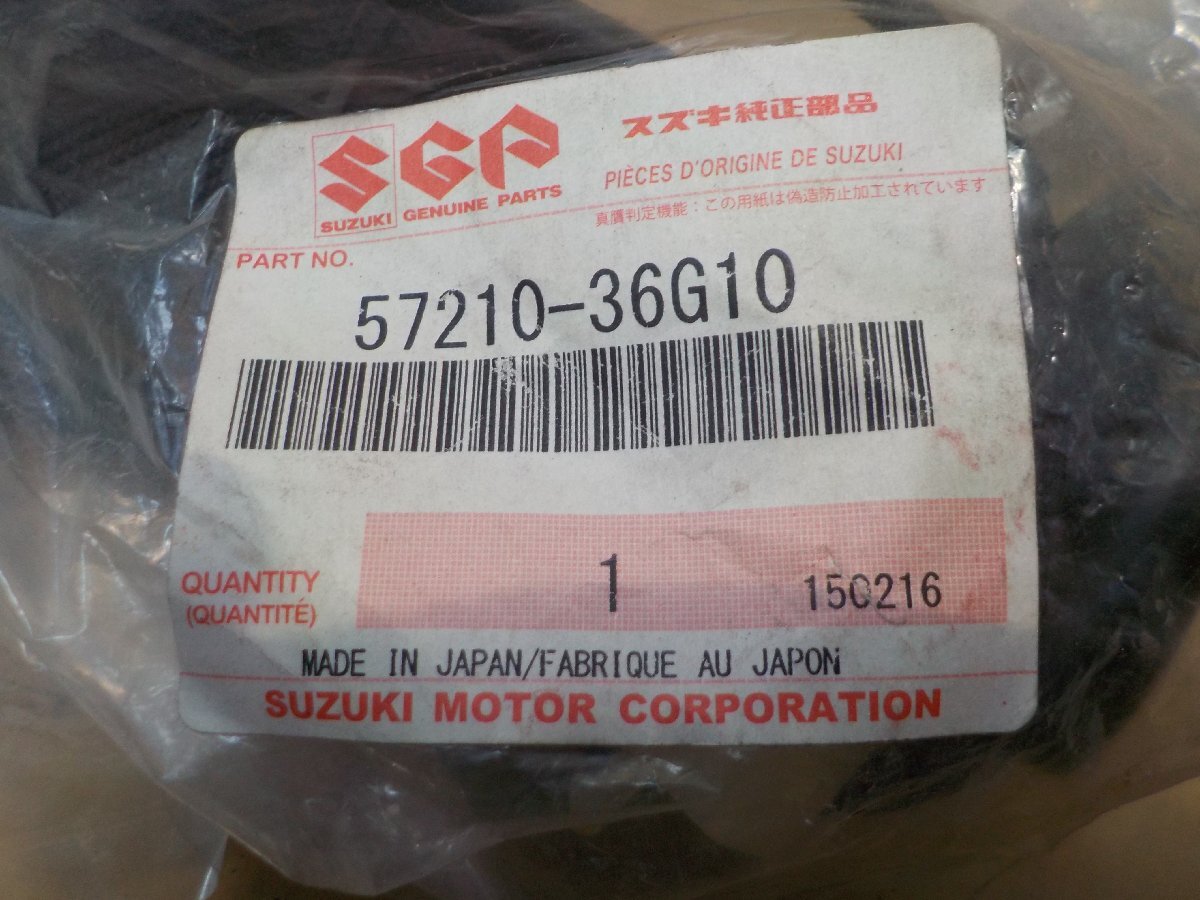 SGP
SUZUKI GENUINE PARTS
スズキ純正部品
PIÈCES D'ORIGINE DE SUZUKI
真贋判定機能:この用紙は偽造防止加工されています
PART NO.
57210-36G10
QUANTITY
(QUANTITÉ)
1
150216
MADE IN JAPAN/FABRIQUE AU JAPON
SUZUKI MOTOR CORPORATION